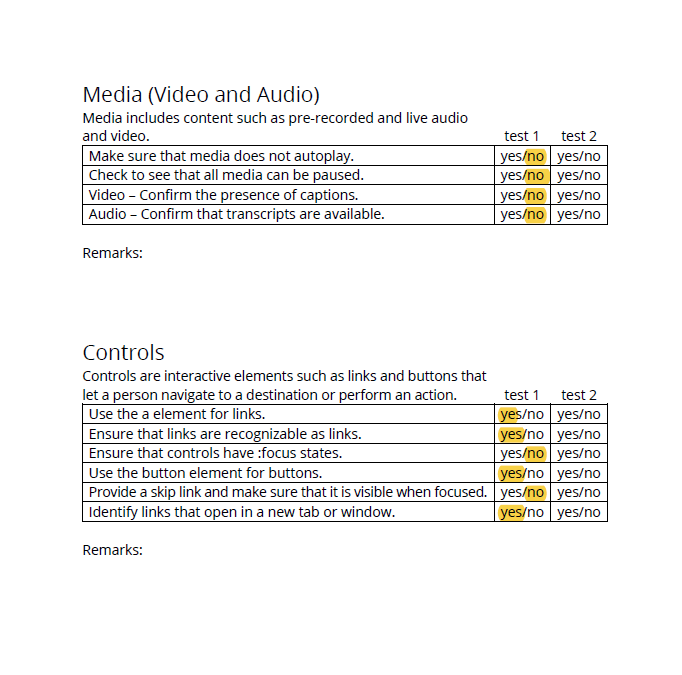 Media (Video and Audio)
Media includes content such as pre-recorded and live audio
and video. test 1 test 2
Make sure that media does not autoplay. yes/no yes/no
Check to see that all media can be paused. yes/no yes/no
Video – Confirm the presence of captions. yes/no yes/no
Audio – Confirm that transcripts are available. yes/no yes/no
Remarks:
Controls
Controls are interactive elements such as links and buttons that
let a person navigate to a destination or perform an action. test 1 test 2
Use the a element for links. yes/no yes/no
Ensure that links are recognizable as links. yes/no yes/no
Ensure that controls have :focus states. yes/no yes/no
Use the button element for buttons. yes/no yes/no
Provide a skip link and make sure that it is visible when focused. yes/no yes/no
Identify links that open in a new tab or window. yes/no yes/no
Remarks: